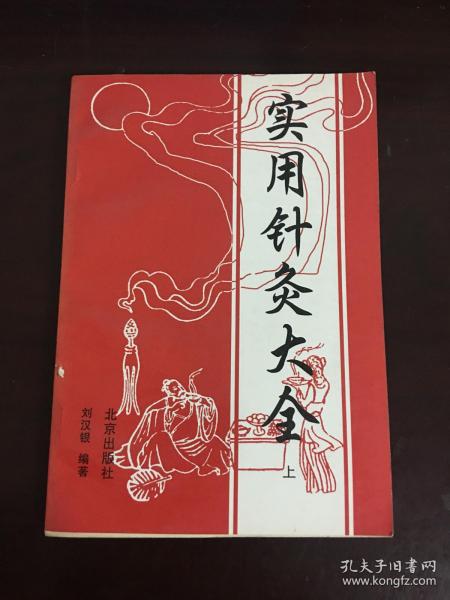 实用针灸大全
上
北京出版社
刘汉银 编著
孔夫子旧书网
www.kongfz.com